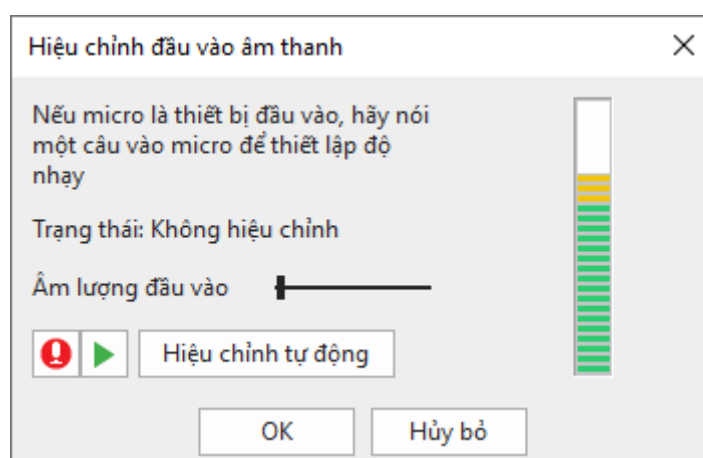 Hiệu chỉnh đầu vào âm thanh
Nếu micro là thiết bị đầu vào, hãy nói
một câu vào micro để thiết lập độ
nhạy
Trạng thái: Không hiệu chỉnh
Âm lượng đầu vào
Hiệu chỉnh tự động
OK
Hủy bỏ